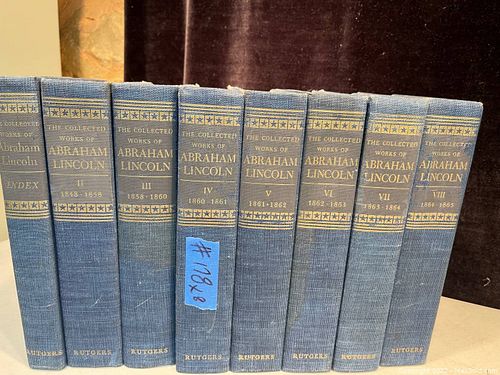 THE COLLECTED
WORKS OF
Abraham
Lincoln
INDEX
RUTGERS
THE COLLECTED
WORKS OF
ABRAHAM
LINCOLN
II
1848-1858
RUTGERS
THE COLLECTED
WORKS OF
ABRAHAM
LINCOLN
III
1858-1860
RUTGERS
THE COLLECTED
WORKS OF
ABRAHAM
LINCOLN
IV
1860-1861
#178x8
RUTGERS
THE COLLECTED
WORKS OF
ABRAHAM
LINCOLN
V
1861-1862
RUTGERS
THE COLLECTED
WORKS OF
ABRAHAM
LINCOLN
VI
1862-1863
RUTGERS
THE COLLECTED
WORKS OF
ABRAHAM
LINCOLN
VII
1863-1864
RUTGERS
THE COLLECTED
WORKS OF
ABRAHAM
LINCOLN
VIII
1864-1865
RUTGERS